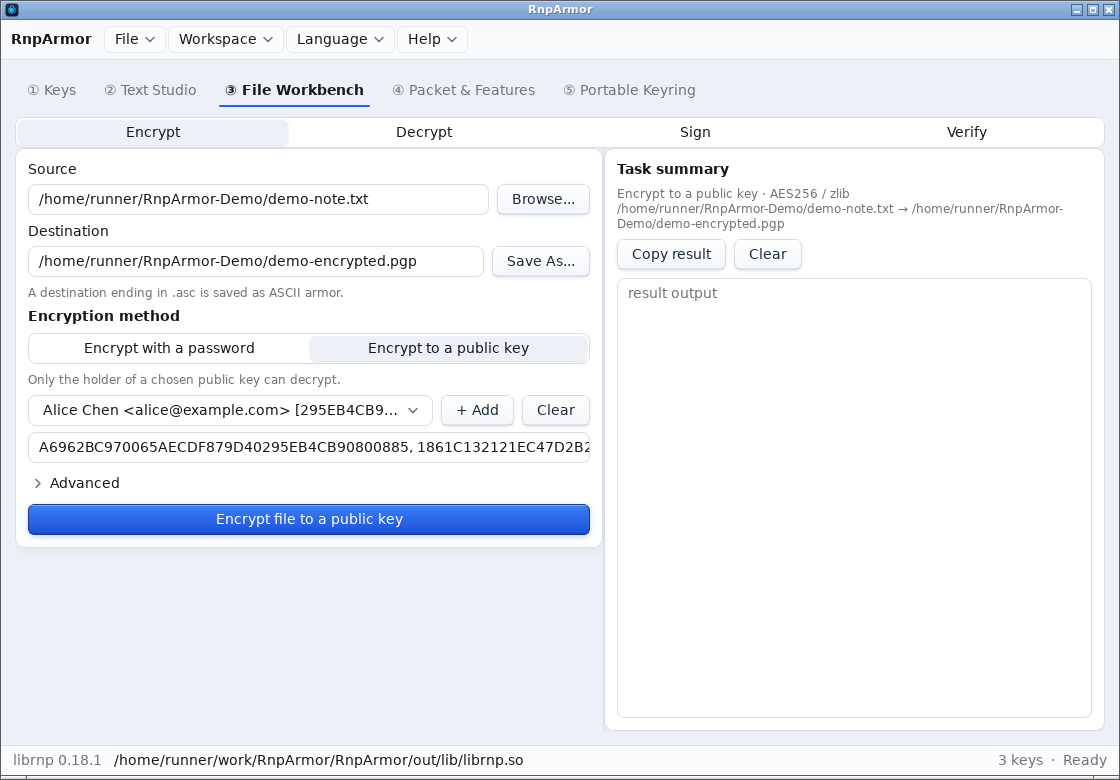 RnpArmor
RnpArmor File Workspace Language Help
① Keys ② Text Studio ③ File Workbench ④ Packet & Features ⑤ Portable Keyring
Encrypt Decrypt Sign Verify
Source
/home/runner/RnpArmor-Demo/demo-note.txt Browse...
Destination
/home/runner/RnpArmor-Demo/demo-encrypted.pgp Save As...
A destination ending in .asc is saved as ASCII armor.
Encryption method
Encrypt with a password Encrypt to a public key
Only the holder of a chosen public key can decrypt.
Alice Chen <alice@example.com> [295EB4CB9... + Add Clear
A6962BC970065AECDF879D40295EB4CB90800885, 1861C132121EC47D2B2
Advanced
Encrypt file to a public key
Task summary
Encrypt to a public key · AES256 / zlib
/home/runner/RnpArmor-Demo/demo-note.txt → /home/runner/RnpArmor-
Demo/demo-encrypted.pgp
Copy result Clear
result output
librnp 0.18.1 /home/runner/work/RnpArmor/RnpArmor/out/lib/librnp.so 3 keys · Ready